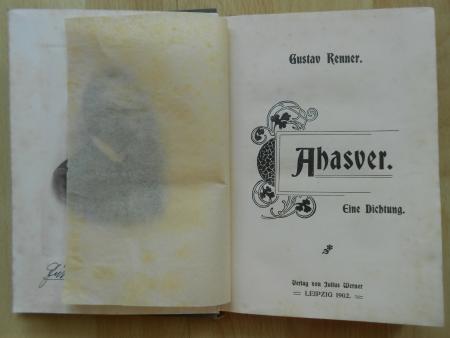 Gustav Renner.
Ahasver.
Eine Dichtung.
Verlag von Julius Werner
LEIPZIG 1902.